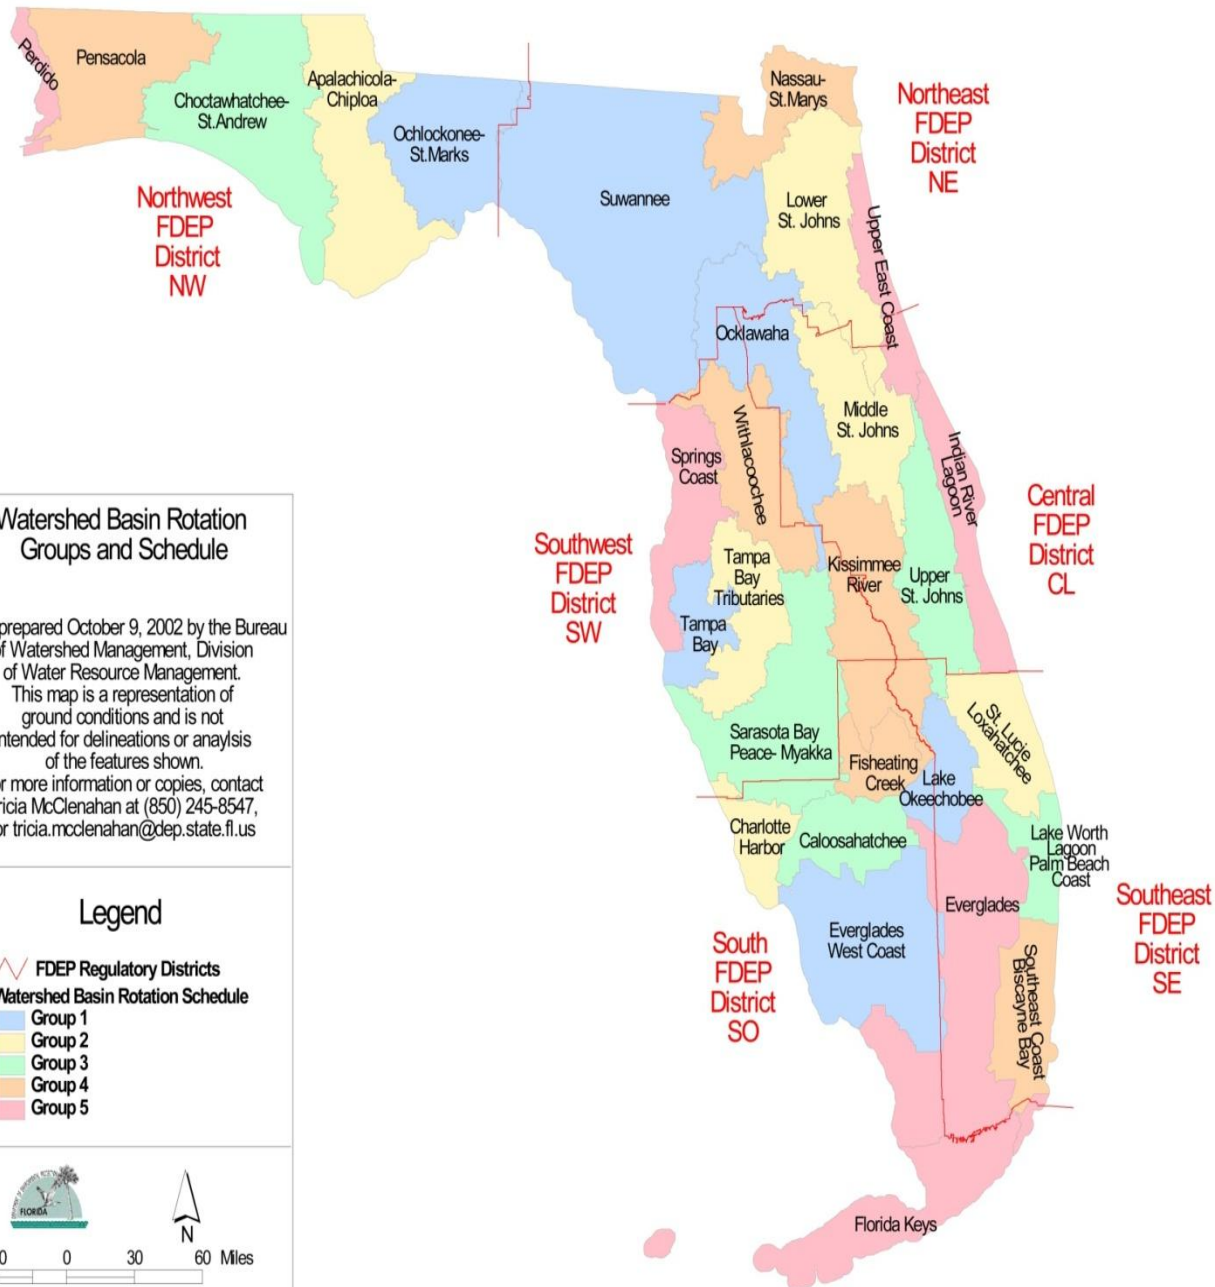 Perdido
Pensacola
Choctawhatchee-
St.Andrew
Apalachicola-
Chiploa
Ochlockonee-
St.Marks
Suwannee
Nassau-
St.Marys
Northeast
FDEP
District
NE
Northwest
FDEP
District
NW
Lower
St. Johns
Upper East Coast
Ocklawaha
Middle
St. Johns
Withlacoochee
Springs
Coast
Indian River
Lagoon
Central
FDEP
District
CL
Southwest
FDEP
District
SW
Tampa
Bay
Tributaries
Tampa
Bay
Kissimmee
River
Upper
St. Johns
Sarasota Bay
Peace- Myakka
St. Lucie
Loxahatchee
Fisheating
Creek
Lake
Okeechobee
Charlotte
Harbor
Caloosahatchee
Lake Worth
Lagoon
Palm Beach
Coast
Everglades
Everglades
West Coast
Southeast
FDEP
District
SE
South
FDEP
District
SO
Southeast Coast
Biscayne Bay
Florida Keys
Watershed Basin Rotation
Groups and Schedule
prepared October 9, 2002 by the Bureau
of Watershed Management, Division
of Water Resource Management.
This map is a representation of
ground conditions and is not
ntended for delineations or anaylsis
of the features shown.
or more information or copies, contact
ricia McClenahan at (850) 245-8547,
or tricia.mcclenahan@dep.state.fl.us
Legend
FDEP Regulatory Districts
Watershed Basin Rotation Schedule
Group 1
Group 2
Group 3
Group 4
Group 5
FLORIDA
N
0 0 30 60 Miles